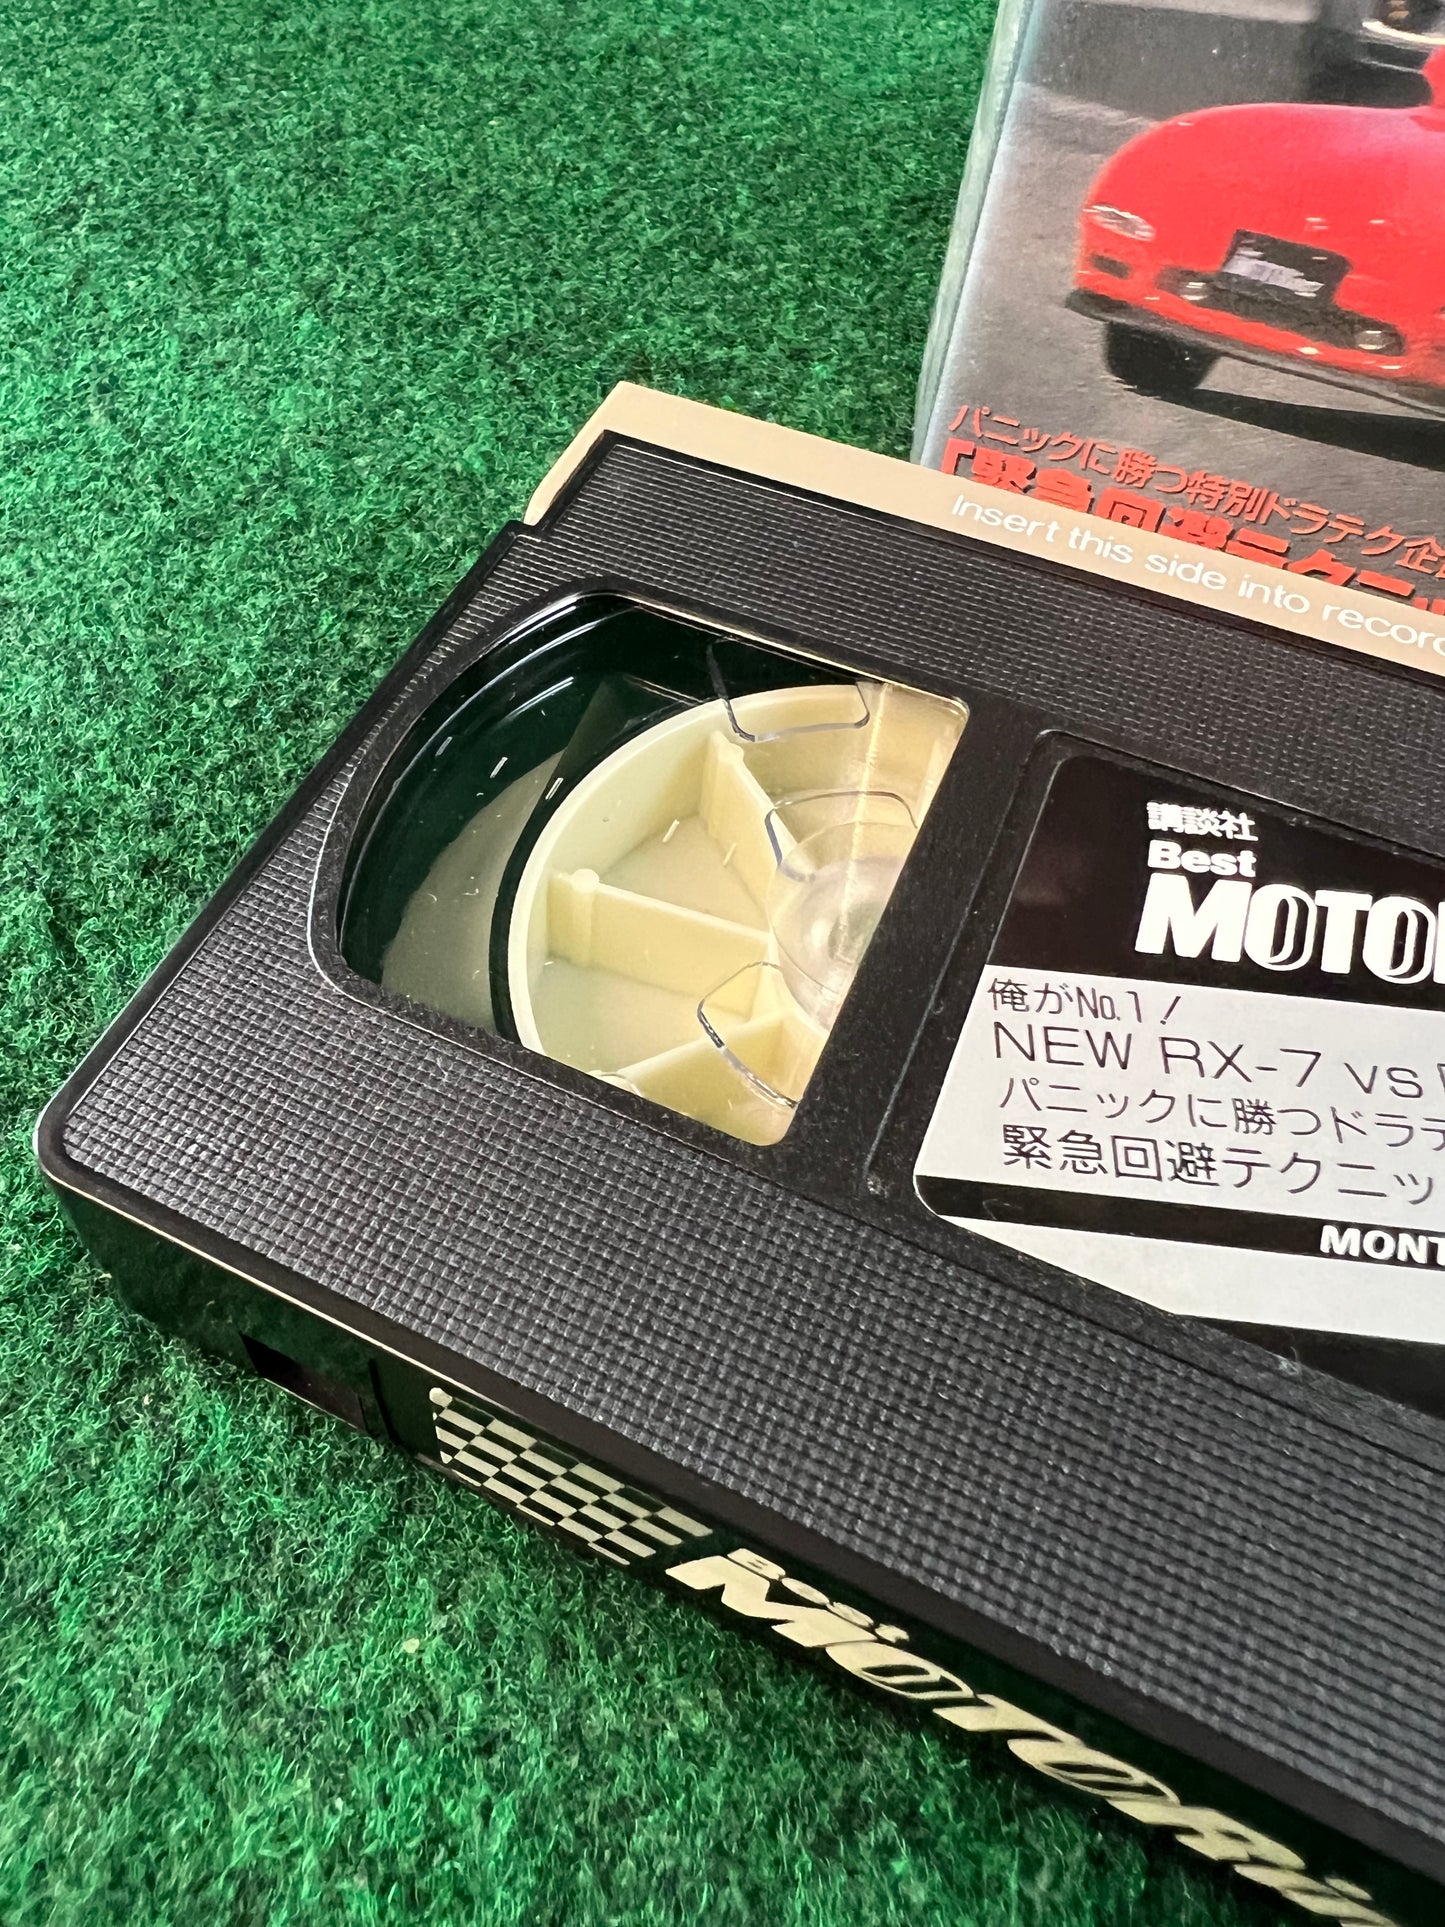 パニックに勝つ特別ドラテク企
「緊急回避テクニッ
Insert this side into recor
講談社
Best
MOTO
俺がNo.1!
NEW RX-7 vs
パニックに勝つドラテ
緊急回避テクニッ
MONT
Best
MOTORi